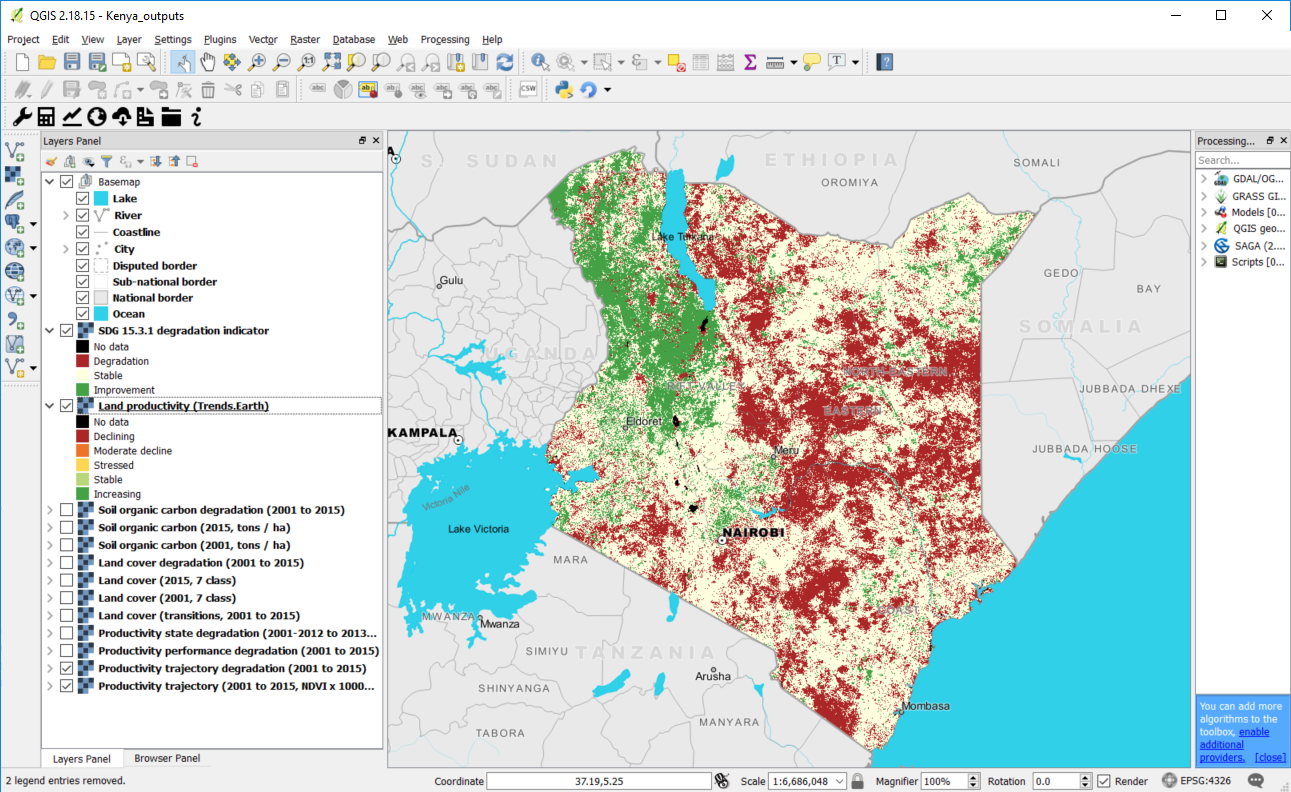 QGIS 2.18.15 - Kenya_outputs
Project Edit View Layer Settings Plugins Vector Raster Database Web Processing Help
CSW
Layers Panel
Basemap
Lake
River
Coastline
City
Disputed border
Sub-national border
National border
Ocean
SDG 15.3.1 degradation indicator
No data
Degradation
Stable
Improvement
Land productivity (Trends.Earth)
No data
Declining
Moderate decline
Stressed
Stable
Increasing
Soil organic carbon degradation (2001 to 2015)
Soil organic carbon (2015, tons / ha)
Soil organic carbon (2001, tons / ha)
Land cover degradation (2001 to 2015)
Land cover (2015, 7 class)
Land cover (2001, 7 class)
Land cover (transitions, 2001 to 2015)
Productivity state degradation (2001-2012 to 2013...
Productivity performance degradation (2001 to 2015)
Productivity trajectory degradation (2001 to 2015)
Productivity trajectory (2001 to 2015, NDVI x 1000...
Layers Panel Browser Panel
S. SUDAN
ETHIOPIA
SOMALI
OROMIYA
Lake Turkana
Gulu
GEDO
BAY
SOMALIA
UGANDA
NORTH-EASTERN
RIFT VALLEY
JUBBADA DHEXE
EASTERN
Eldoret
KAMPALA
Meru
JUBBADA HOOSE
Victoria Nile
Lake Victoria
NAIROBI
MARA
COAST
MWANZA
Mwanza
SIMIYU
TANZANIA
Arusha
SHINYANGA
Mombasa
MANYARA
TABORA
Processing...
Search...
GDAL/OG...
GRASS GI...
Models [0...
QGIS geo...
SAGA (2....
Scripts [0...
You can add more
algorithms to the
toolbox, enable
additional
providers. [close]
2 legend entries removed.
Coordinate 37.19,5.25 Scale 1:6,686,048 Magnifier 100% Rotation 0.0 Render EPSG:4326